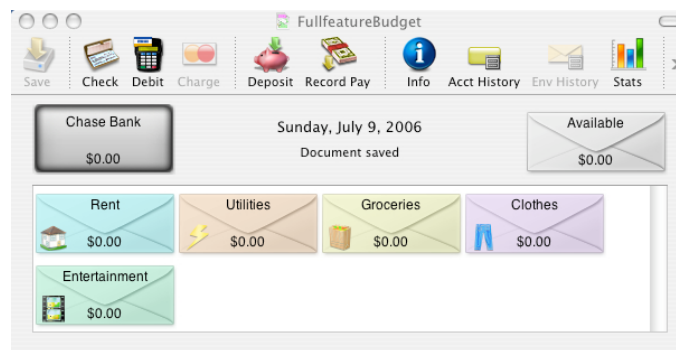 FullfeatureBudget
Save Check Debit Charge Deposit Record Pay Info Acct History Env History Stats
Chase Bank
$0.00
Sunday, July 9, 2006
Document saved
Available
$0.00
Rent
$0.00
Utilities
$0.00
Groceries
$0.00
Clothes
$0.00
Entertainment
$0.00